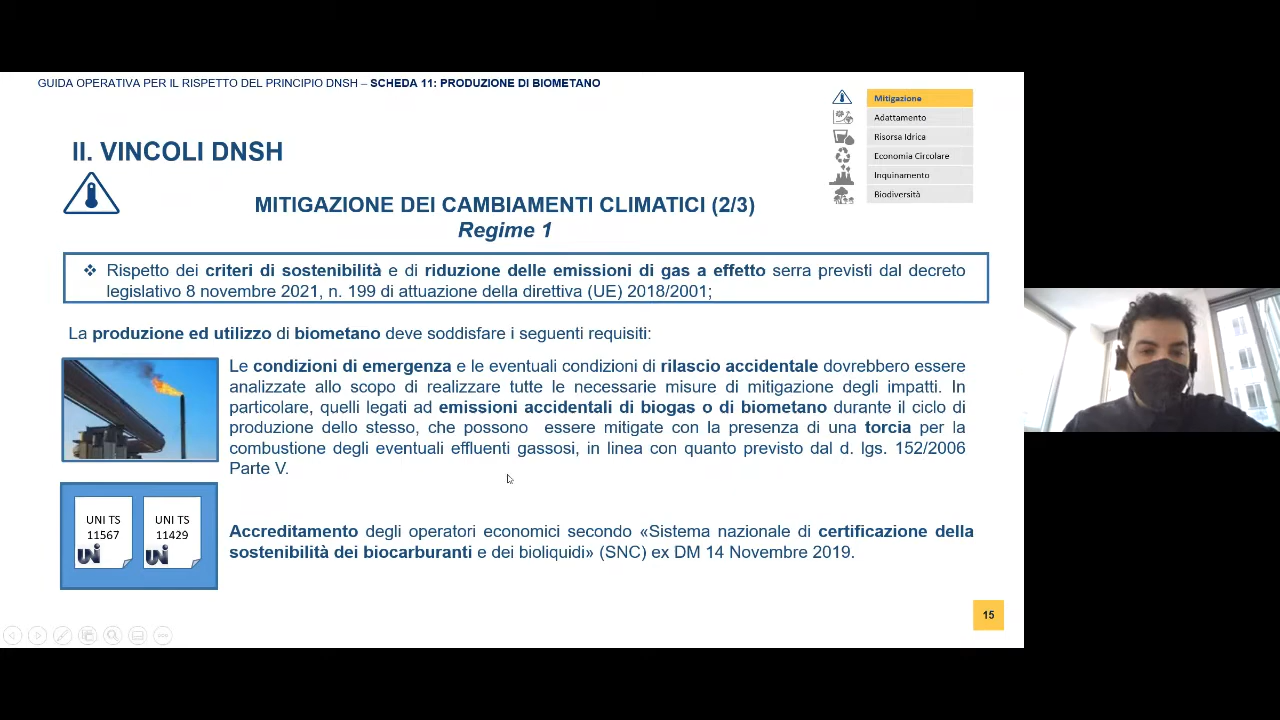 GUIDA OPERATIVA PER IL RISPETTO DEL PRINCIPIO DNSH – SCHEDA 11: PRODUZIONE DI BIOMETANO
Mitigazione
Adattamento
Risorsa Idrica
Economia Circolare
Inquinamento
Biodiversità
II. VINCOLI DNSH
MITIGAZIONE DEI CAMBIAMENTI CLIMATICI (2/3)
Regime 1
❖ Rispetto dei criteri di sostenibilità e di riduzione delle emissioni di gas a effetto serra previsti dal decreto
legislativo 8 novembre 2021, n. 199 di attuazione della direttiva (UE) 2018/2001;
La produzione ed utilizzo di biometano deve soddisfare i seguenti requisiti:
Le condizioni di emergenza e le eventuali condizioni di rilascio accidentale dovrebbero essere
analizzate allo scopo di realizzare tutte le necessarie misure di mitigazione degli impatti. In
particolare, quelli legati ad emissioni accidentali di biogas o di biometano durante il ciclo di
produzione dello stesso, che possono essere mitigate con la presenza di una torcia per la
combustione degli eventuali effluenti gassosi, in linea con quanto previsto dal d. lgs. 152/2006
Parte V.
UNI TS
11567
UNI
UNI TS
11429
UNI
Accreditamento degli operatori economici secondo «Sistema nazionale di certificazione della
sostenibilità dei biocarburanti e dei bioliquidi» (SNC) ex DM 14 Novembre 2019.
15